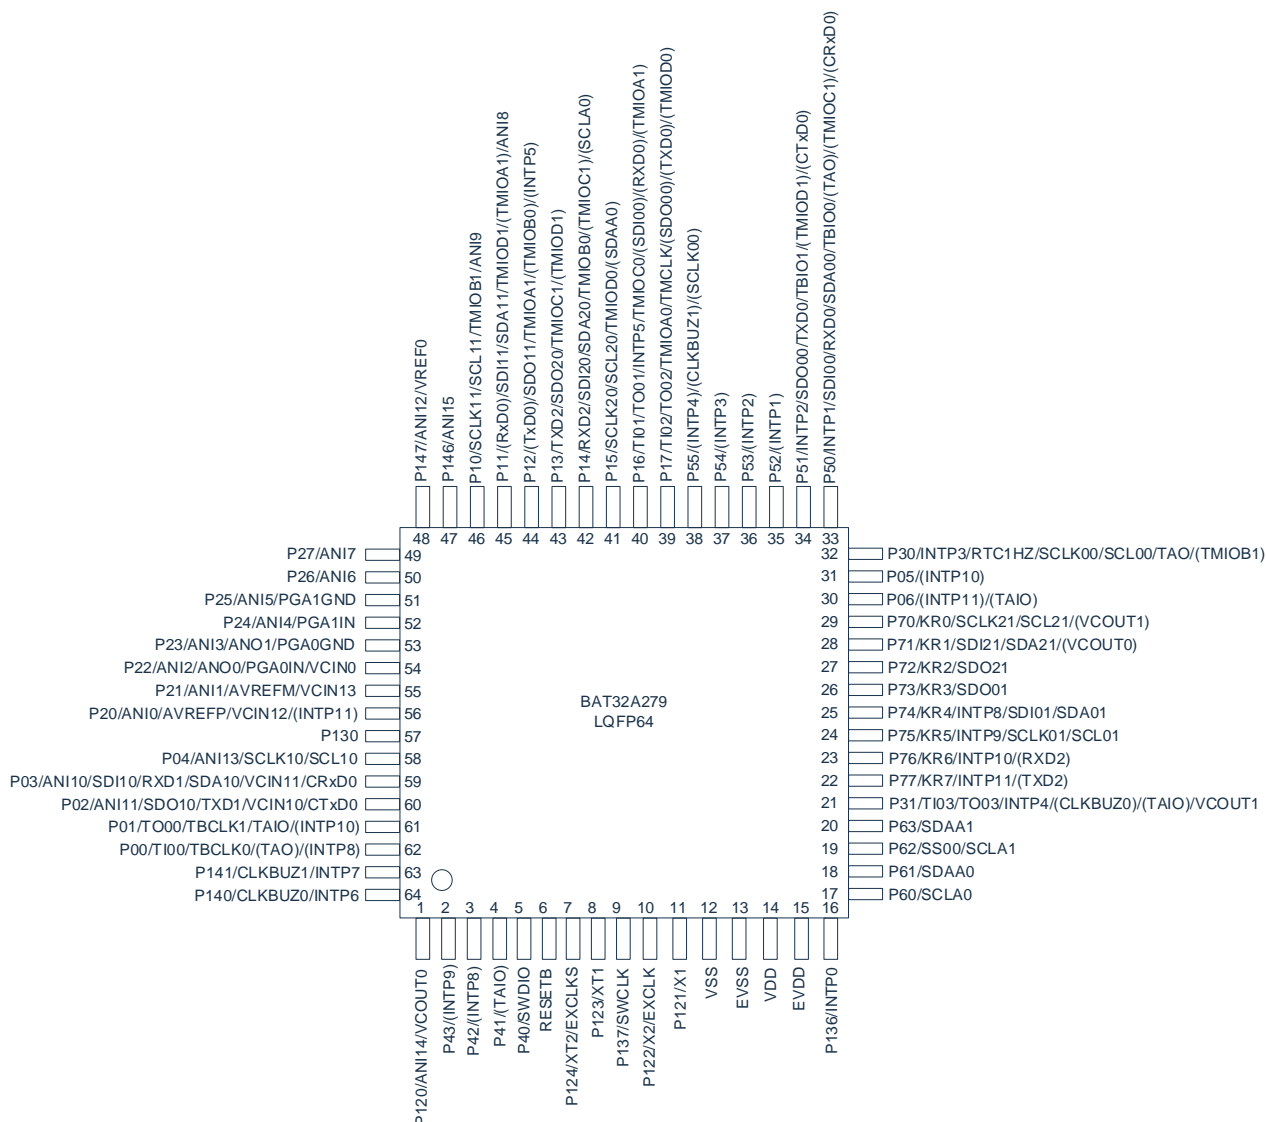 P147/ANI12/VREF0
P146/ANI15
P10/SCLK11/SCL11/TMIOB1/ANI9
P11/(RxD0)/SDI11/SDA11/TMIOD1/(TMIOA1)/ANI8
P12/(TxD0)/SDO11/TMIOA1/(TMIOB0)/(INTP5)
P13/TXD2/SDO20/TMIOC1/(TMIOD1)
P14/RXD2/SDI20/SDA20/TMIOB0/(TMIOC1)/(SCLA0)
P15/SCLK20/SCL20/TMIOD0/(SDAA0)
P16/TI01/TO01/INTP5/TMIOC0/(SDI00)/(RXD0)/(TMIOA1)
P17/TI02/TO02/TMIOA0/TMCLK/(SDO00)/(TXD0)/(TMIOD0)
P55/(INTP4)/(CLKBUZ1)/(SCLK00)
P54/(INTP3)
P53/(INTP2)
P52/(INTP1)
P51/INTP2/SDO00/TXD0/TBIO1/(TMIOD1)/(CTxD0)
P50/INTP1/SDI00/RXD0/SDA00/TBIO0/(TAO)/(TMIOC1)/(CRxD0)
48 47 46 45 44 43 42 41 40 39 38 37 36 35 34 33
P27/ANI7 49
P26/ANI6 50
P25/ANI5/PGA1GND 51
P24/ANI4/PGA1IN 52
P23/ANI3/ANO1/PGA0GND 53
P22/ANI2/ANO0/PGA0IN/VCIN0 54
P21/ANI1/AVREFM/VCIN13 55
P20/ANI0/AVREFP/VCIN12/(INTP11) 56
P130 57
P04/ANI13/SCLK10/SCL10 58
P03/ANI10/SDI10/RXD1/SDA10/VCIN11/CRxD0 59
P02/ANI11/SDO10/TXD1/VCIN10/CTxD0 60
P01/TO00/TBCLK1/TAIO/(INTP10) 61
P00/TI00/TBCLK0/(TAO)/(INTP8) 62
P141/CLKBUZ1/INTP7 63
P140/CLKBUZ0/INTP6 64
BAT32A279
LQFP64
32 P30/INTP3/RTC1HZ/SCLK00/SCL00/TAO/(TMIOB1)
31 P05/(INTP10)
30 P06/(INTP11)/(TAIO)
29 P70/KR0/SCLK21/SCL21/(VCOUT1)
28 P71/KR1/SDI21/SDA21/(VCOUT0)
27 P72/KR2/SDO21
26 P73/KR3/SDO01
25 P74/KR4/INTP8/SDI01/SDA01
24 P75/KR5/INTP9/SCLK01/SCL01
23 P76/KR6/INTP10/(RXD2)
22 P77/KR7/INTP11/(TXD2)
21 P31/TI03/TO03/INTP4/(CLKBUZ0)/(TAIO)/VCOUT1
20 P63/SDAA1
19 P62/SS00/SCLA1
18 P61/SDAA0
17 P60/SCLA0
1 2 3 4 5 6 7 8 9 10 11 12 13 14 15 16
P120/ANI14/VCOUT0
P43/(INTP9)
P42/(INTP8)
P41/(TAIO)
P40/SWDIO
RESETB
P124/XT2/EXCLKS
P123/XT1
P137/SWCLK
P122/X2/EXCLK
P121/X1
VSS
EVSS
VDD
EVDD
P136/INTP0